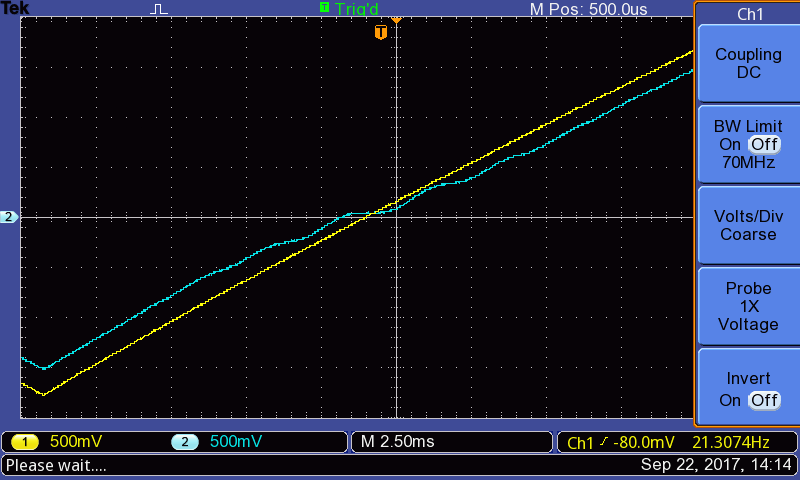 Tek T Trig'd M Pos: 500.0us Ch1
T
Coupling
DC
BW Limit
On Off
70MHz
2
Volts/Div
Coarse
Probe
1X
Voltage
Invert
On Off
1 500mV 2 500mV M 2.50ms Ch1 -80.0mV 21.3074Hz
Please wait.... Sep 22, 2017, 14:14